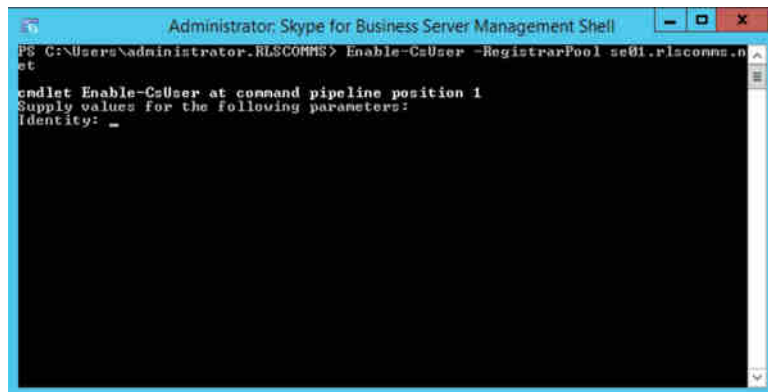 Administrator: Skype for Business Server Management Shell
PS C:\Users\administrator.RLSCOMMS> Enable-CsUser -RegistrarPool se01.rlscomms.n
et
cmdlet Enable-CsUser at command pipeline position 1
Supply values for the following parameters:
Identity: _